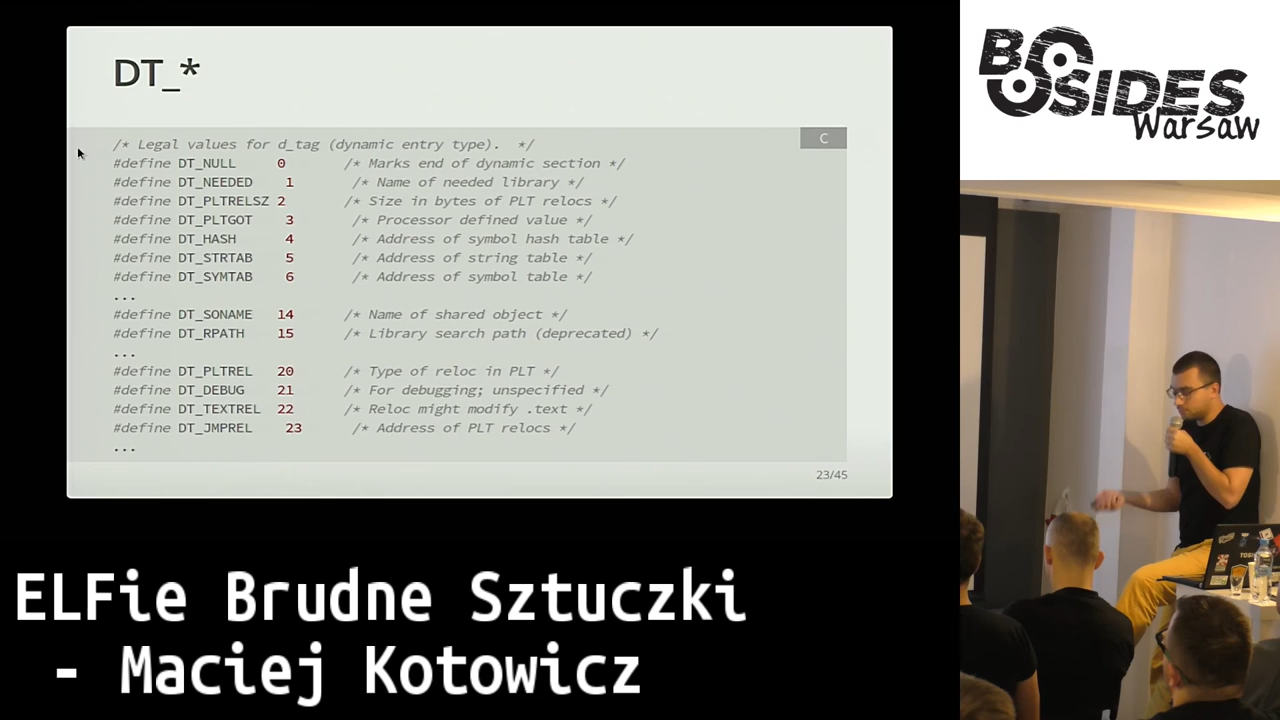 DT_*
C
/* Legal values for d_tag (dynamic entry type).  */
#define DT_NULL     0       /* Marks end of dynamic section */
#define DT_NEEDED    1       /* Name of needed library */
#define DT_PLTRELSZ 2       /* Size in bytes of PLT relocs */
#define DT_PLTGOT    3       /* Processor defined value */
#define DT_HASH      4       /* Address of symbol hash table */
#define DT_STRTAB    5       /* Address of string table */
#define DT_SYMTAB    6       /* Address of symbol table */
...
#define DT_SONAME   14      /* Name of shared object */
#define DT_RPATH    15      /* Library search path (deprecated) */
...
#define DT_PLTREL   20      /* Type of reloc in PLT */
#define DT_DEBUG    21      /* For debugging; unspecified */
#define DT_TEXTREL  22      /* Reloc might modify .text */
#define DT_JMPREL    23      /* Address of PLT relocs */
...
23/45
ELFie Brudne Sztuczki
- Maciej Kotowicz
BSIDES
Warsaw